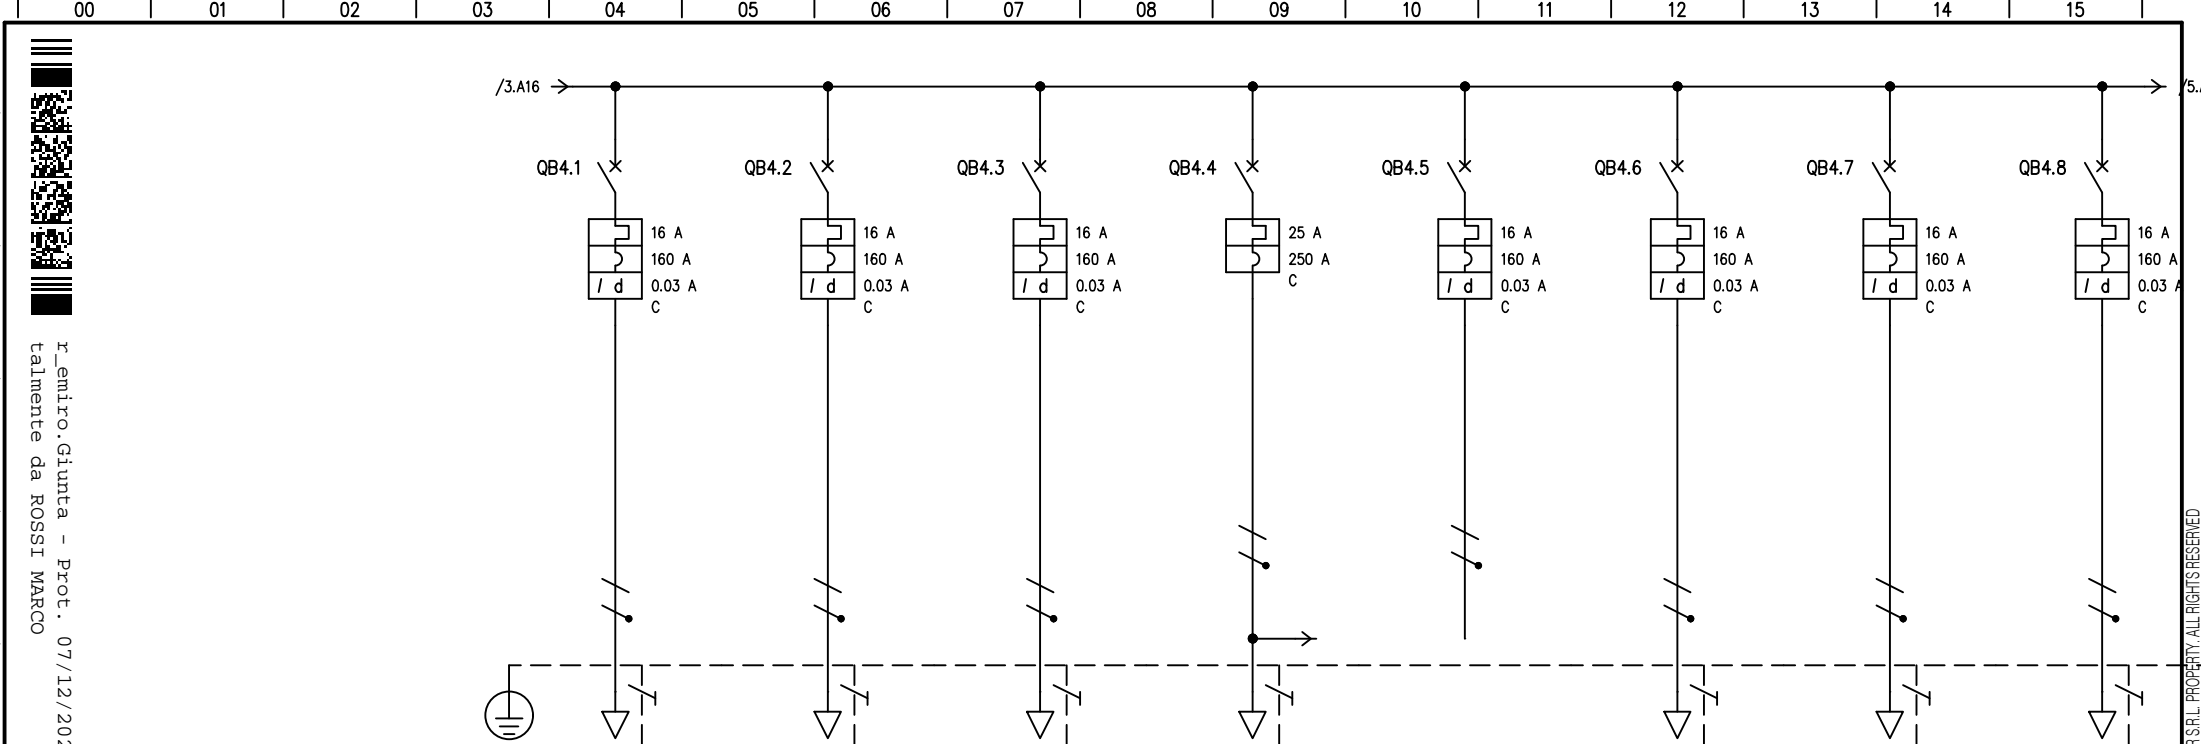 00 01 02 03 04 05 06 07 08 09 10 11 12 13 14 15
/3.A16
/5.
QB4.1 QB4.2 QB4.3 QB4.4 QB4.5 QB4.6 QB4.7 QB4.8
16 A 16 A 16 A 25 A 16 A 16 A 16 A 16 A
160 A 160 A 160 A 250 A 160 A 160 A 160 A 160 A
I d 0.03 A I d 0.03 A I d 0.03 A C I d 0.03 A I d 0.03 A I d 0.03 A I d 0.03 A
C C C C C C C
r_emiro.Giunta - Prot. 07/12/202
talmente da ROSSI MARCO
S.R.L. PROPERTY. ALL RIGHTS RESERVED